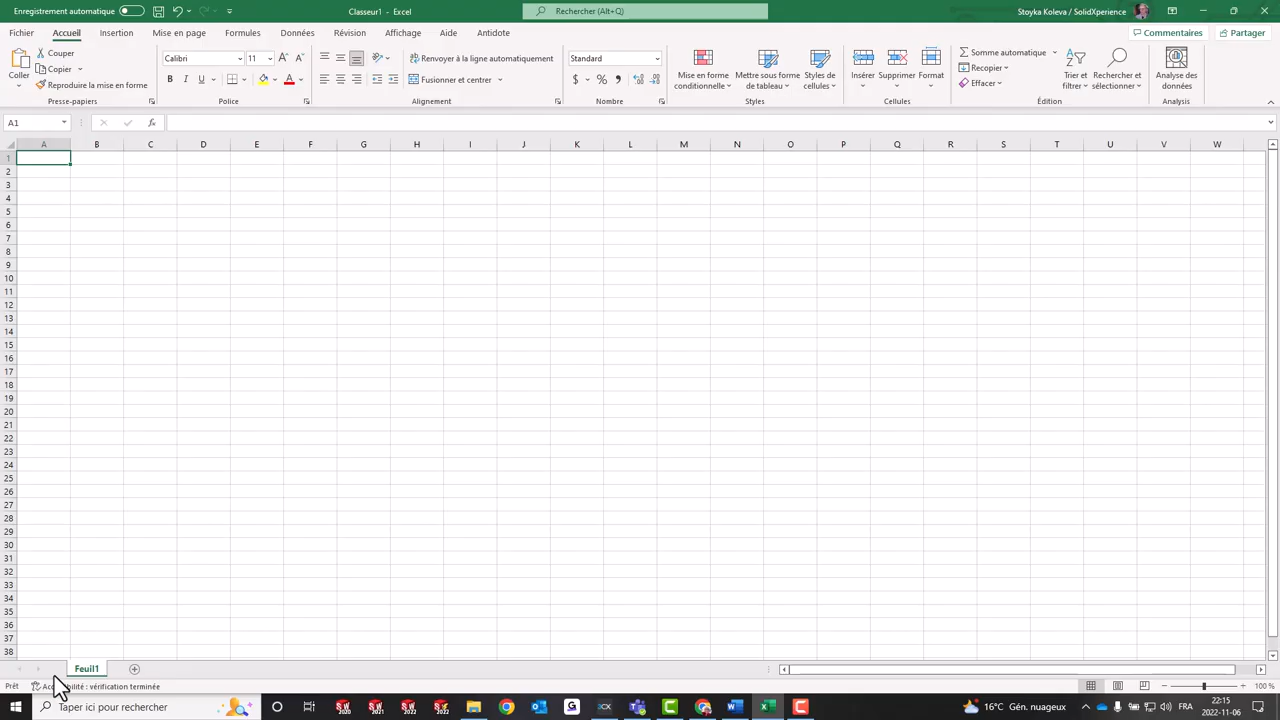 Enregistrement automatique Classeur1 - Excel Rechercher (Alt+Q) Stoyka Koleva / SolidXperience
Fichier Accueil Insertion Mise en page Formules Données Révision Affichage Aide Antidote Commentaires Partager
Coller Couper Copier Reproduire la mise en forme
Calibri 11
G I S
Renvoyer à la ligne automatiquement
Fusionner et centrer
Standard
$ %
Mise en forme conditionnelle Mettre sous forme de tableau Styles de cellules
Insérer Supprimer Format
Somme automatique
Recopier
Effacer
Trier et filtrer Rechercher et sélectionner
Analyse des données
Presse-papiers Police Alignement Nombre Styles Cellules Édition Analysis
A1 fx
A B C D E F G H I J K L M N O P Q R S T U V W
1
2
3
4
5
6
7
8
9
10
11
12
13
14
15
16
17
18
19
20
21
22
23
24
25
26
27
28
29
30
31
32
33
34
35
36
37
38
Feuil1
Prêt : vérification terminée 100 %
Taper ici pour rechercher 2020 2021 2022 2022 16°C Gén. nuageux FRA 22:15
2022-11-06